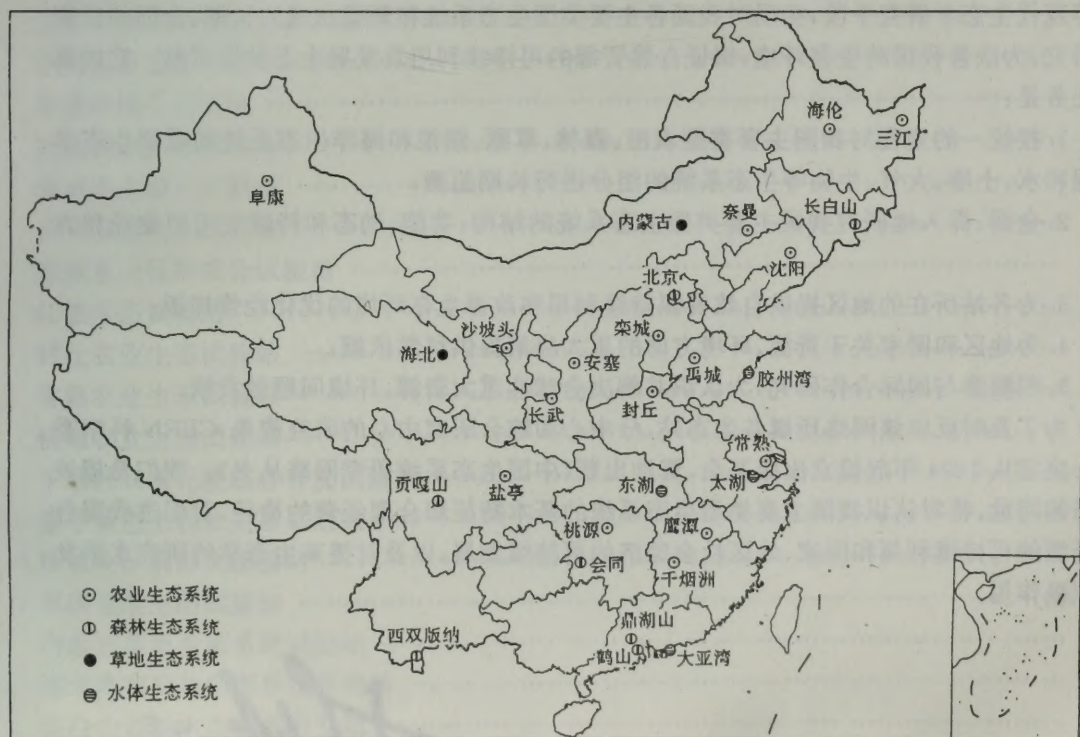 海伦
三江
阜康
奈曼
长白山
内蒙古
沈阳
北京
栾城
沙坡头
海北
安塞
禹城
胶州湾
长武
封丘
常熟
贡嘎山
盐亭
东湖
太湖
桃源
鹰潭
会同
千烟洲
鼎湖山
西双版纳
鹤山
大亚湾
农业生态系统
森林生态系统
草地生态系统
水体生态系统